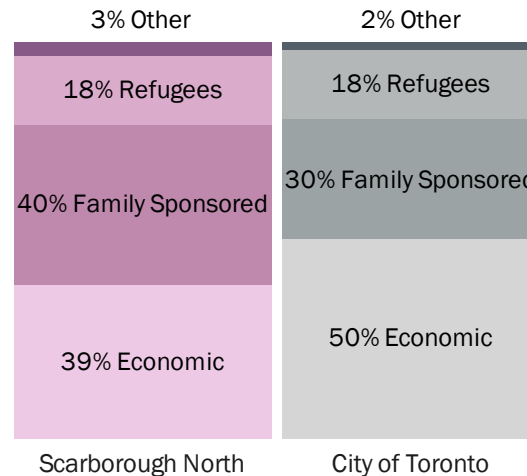 3% Other
2% Other
18% Refugees
18% Refugees
40% Family Sponsored
30% Family Sponsored
39% Economic
50% Economic
Scarborough North
City of Toronto